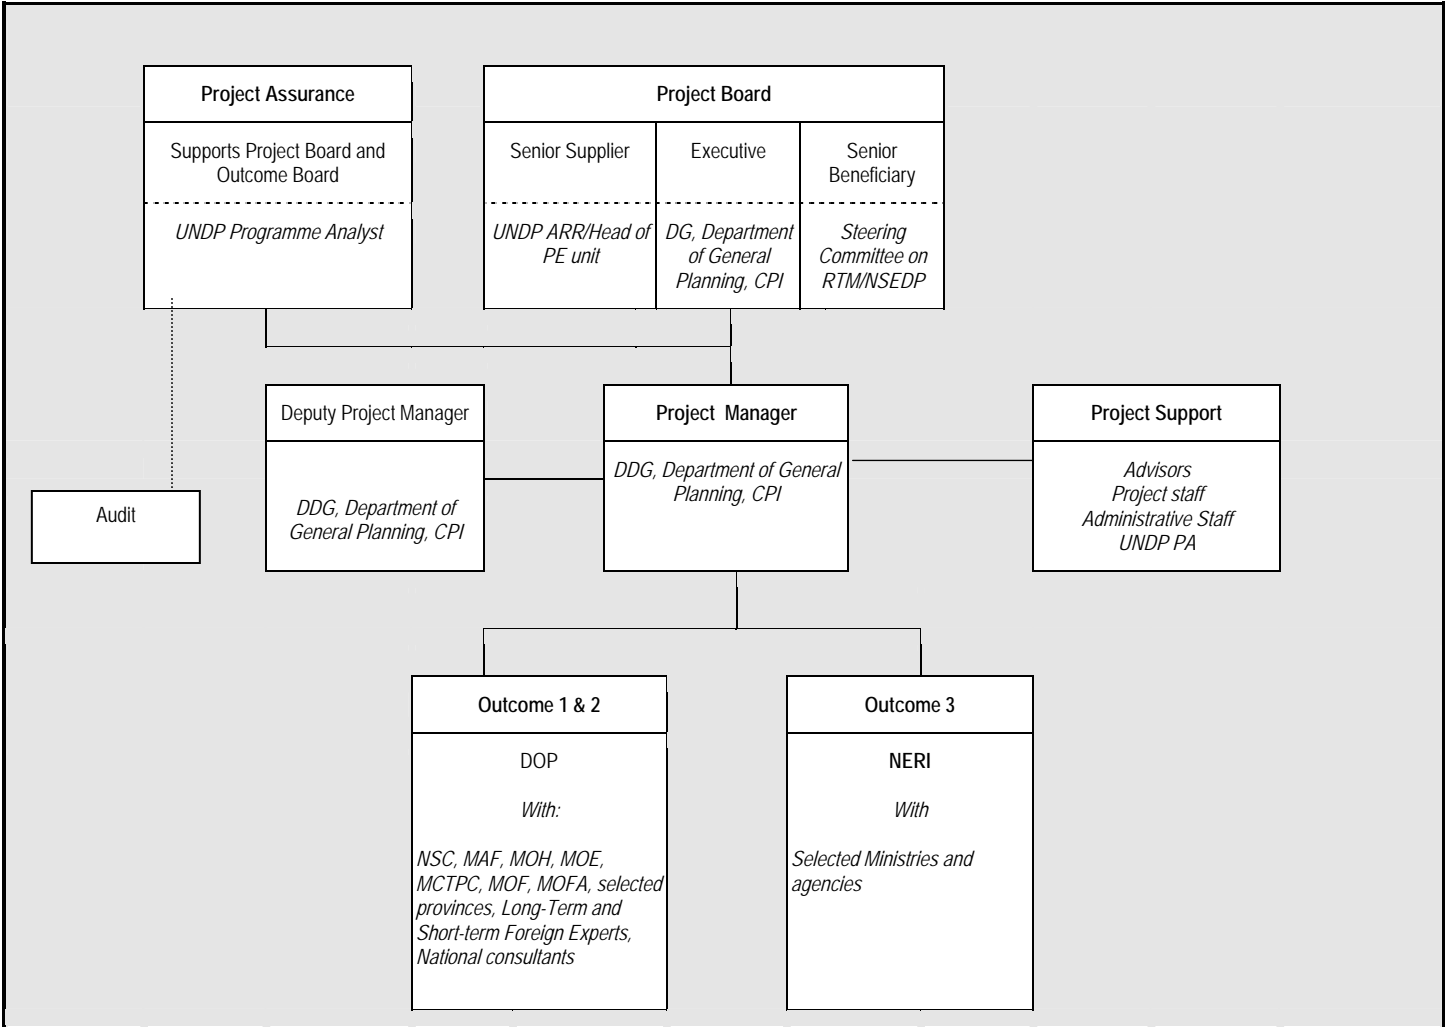 Project Assurance
Supports Project Board and
Outcome Board
UNDP Programme Analyst
Project Board
Senior Supplier
UNDP ARR/Head of
PE unit
Executive
DG, Department
of General
Planning, CPI
Senior
Beneficiary
Steering
Committee on
RTM/NSEDP
Audit
Deputy Project Manager
DDG, Department of
General Planning, CPI
Project Manager
DDG, Department of General
Planning, CPI
Project Support
Advisors
Project staff
Administrative Staff
UNDP PA
Outcome 1 & 2
DOP
With:
NSC, MAF, MOH, MOE,
MCTPC, MOF, MOFA, selected
provinces, Long-Term and
Short-term Foreign Experts,
National consultants
Outcome 3
NERI
With
Selected Ministries and
agencies